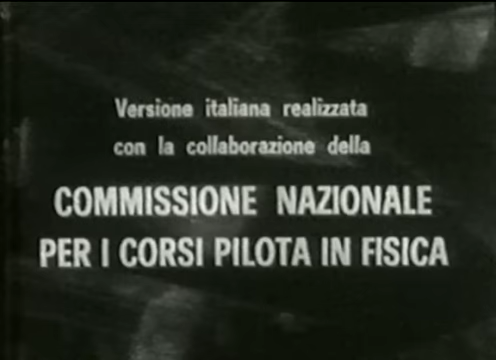 Versione italiana realizzata
con la collaborazione della
COMMISSIONE NAZIONALE
PER I CORSI PILOTA IN FISICA